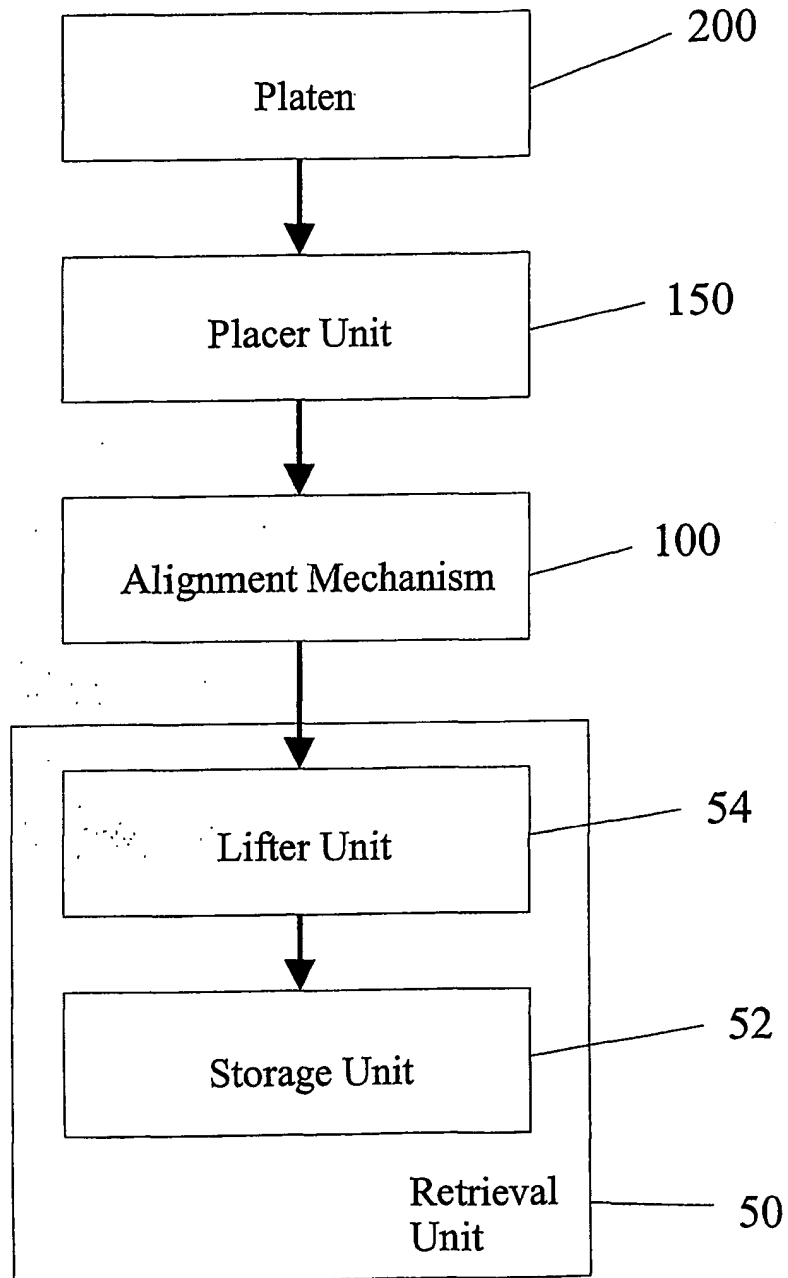 200
Platen
150
Placer Unit
100
Alignment Mechanism
54
Lifter Unit
52
Storage Unit
Retrieval
Unit
50